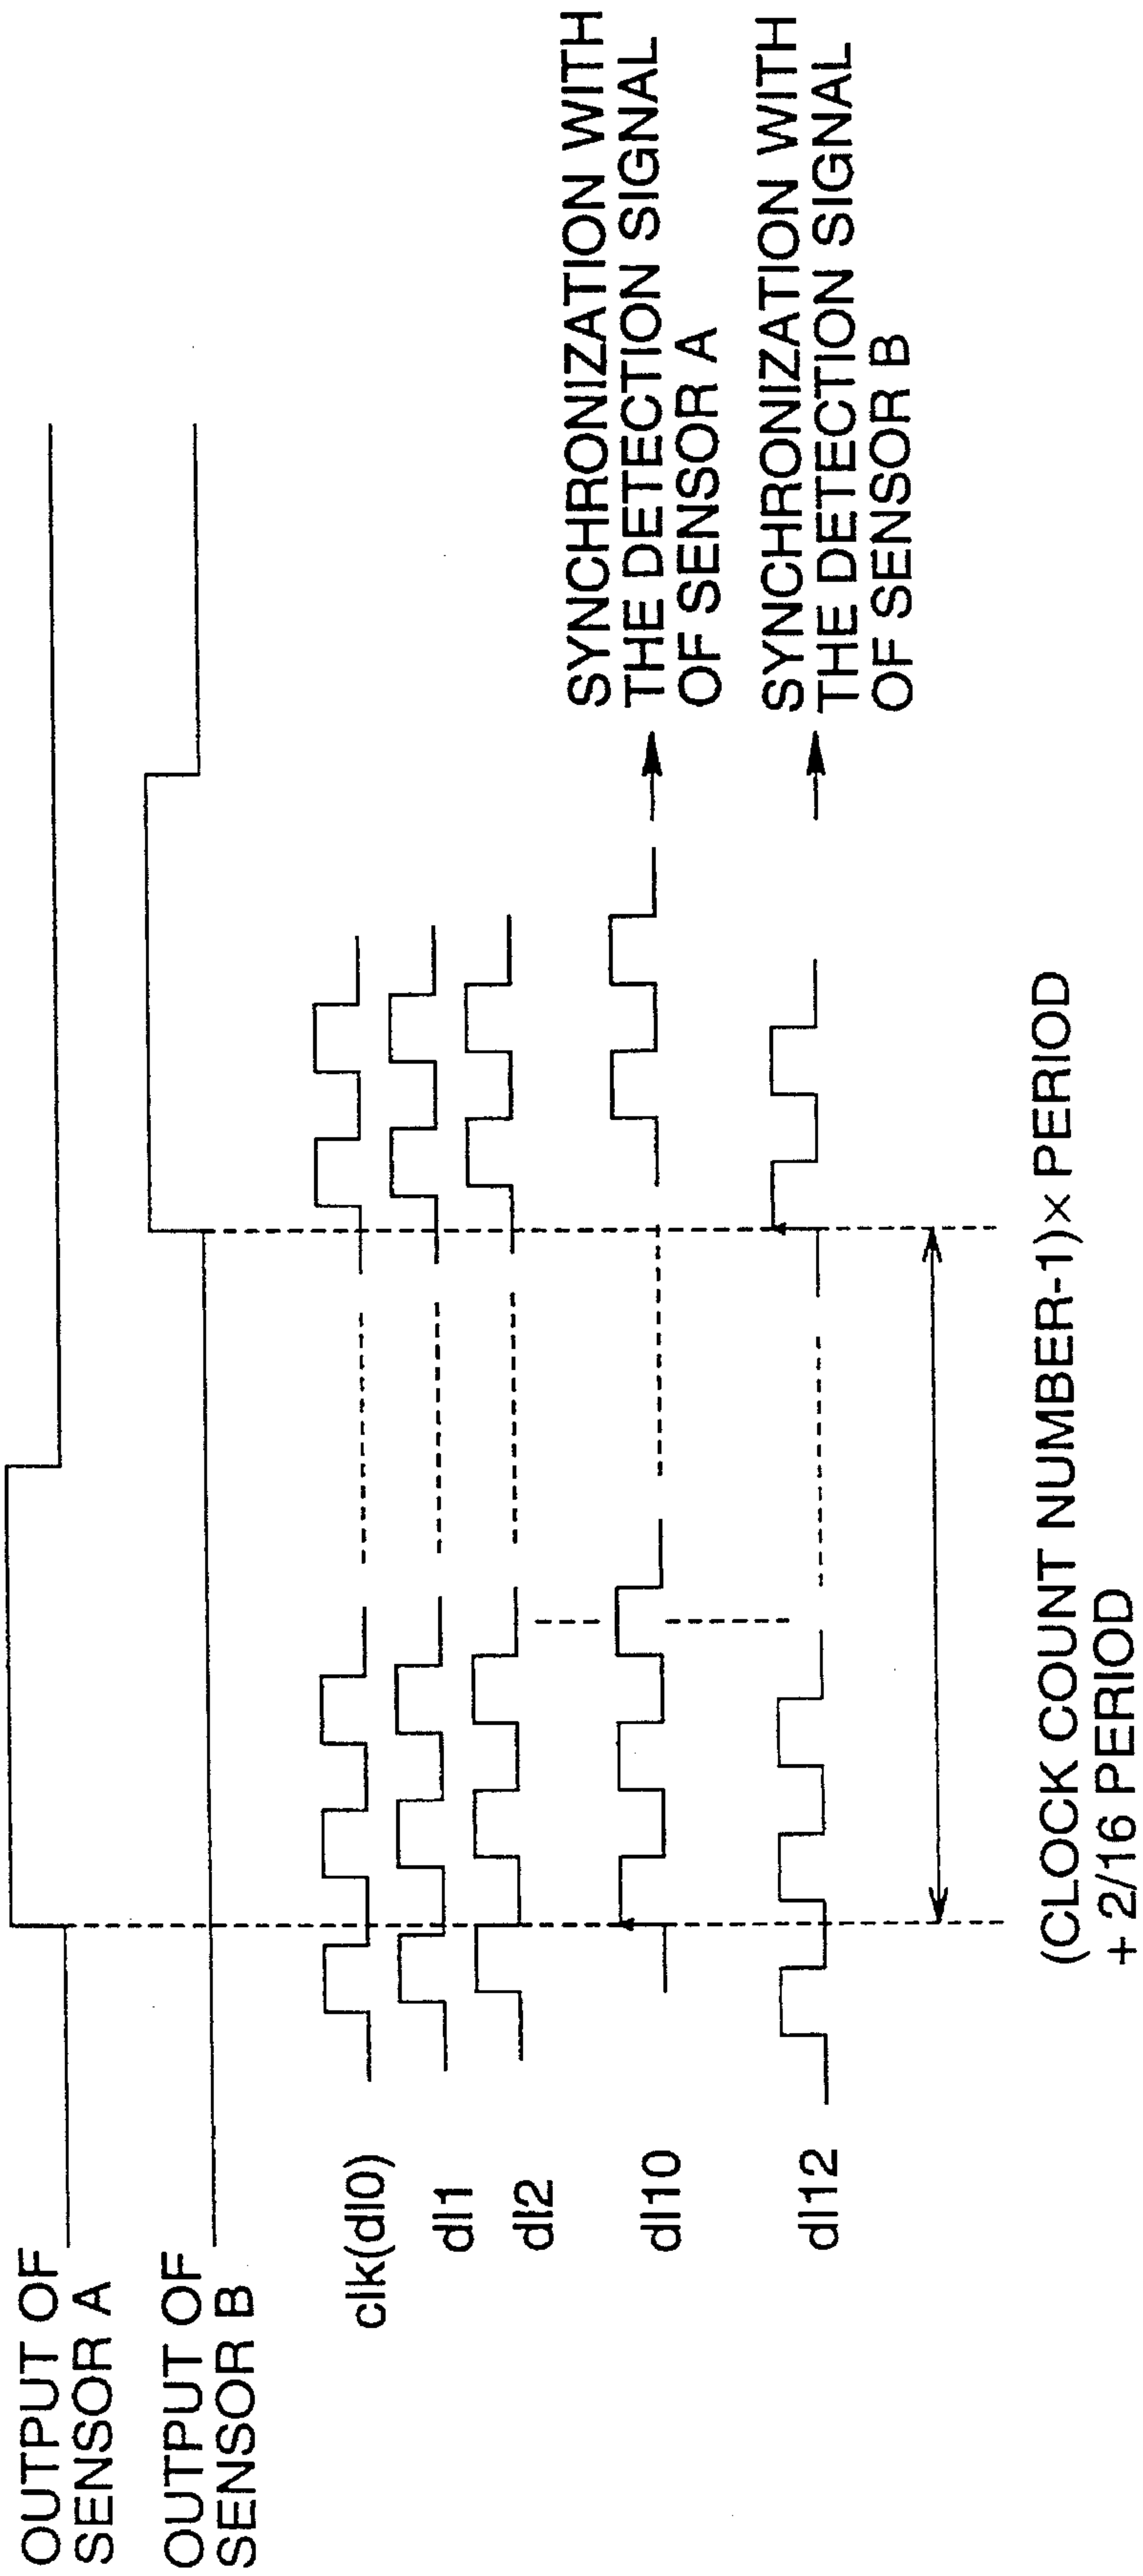 OUTPUT OF
SENSOR A
OUTPUT OF
SENSOR B
clk(dl0)
dl1
dl2
dl10
dl12
SYNCHRONIZATION WITH
THE DETECTION SIGNAL
OF SENSOR A
SYNCHRONIZATION WITH
THE DETECTION SIGNAL
OF SENSOR B
(CLOCK COUNT NUMBER-1)× PERIOD
+ 2/16 PERIOD